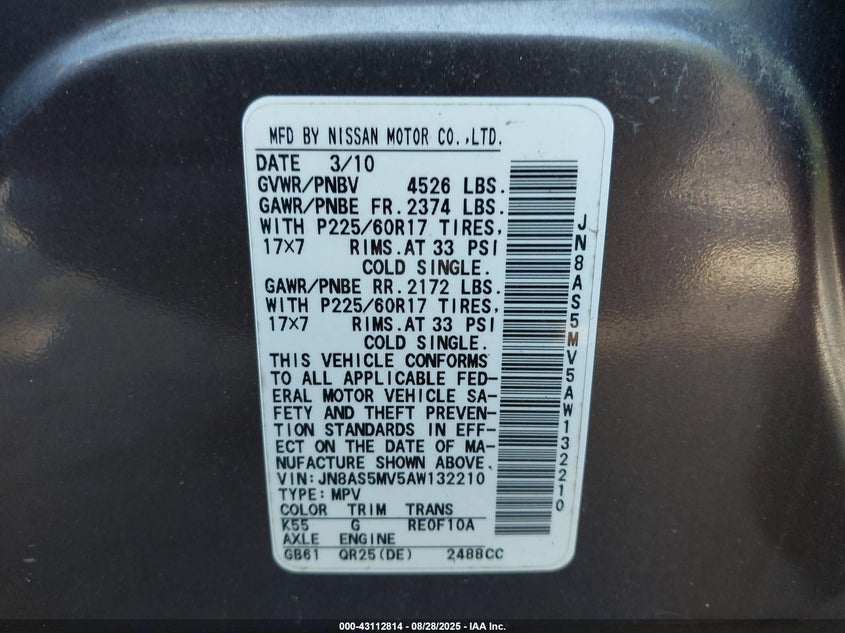 MFD BY NISSAN MOTOR CO.,LTD.
DATE 3/10
GVWR/PNBV 4526 LBS.
GAWR/PNBE FR. 2374 LBS.
WITH P225/60R17 TIRES,
17×7 RIMS.AT 33 PSI
COLD SINGLE.
GAWR/PNBE RR. 2172 LBS.
WITH P225/60R17 TIRES,
17×7 RIMS.AT 33 PSI
COLD SINGLE.
THIS VEHICLE CONFORMS
TO ALL APPLICABLE FED-
ERAL MOTOR VEHICLE SA-
FETY AND THEFT PREVEN-
TION STANDARDS IN EFF-
ECT ON THE DATE OF MA-
NUFACTURE SHOWN ABOVE.
VIN: JN8AS5MV5AW132210
TYPE: MPV
COLOR TRIM TRANS
K55 G RE0F10A
AXLE ENGINE
GB61 QR25(DE) 2488CC
JN8AS5MV5AW132210
000-43112814 - 08/28/2025 - IAA Inc.